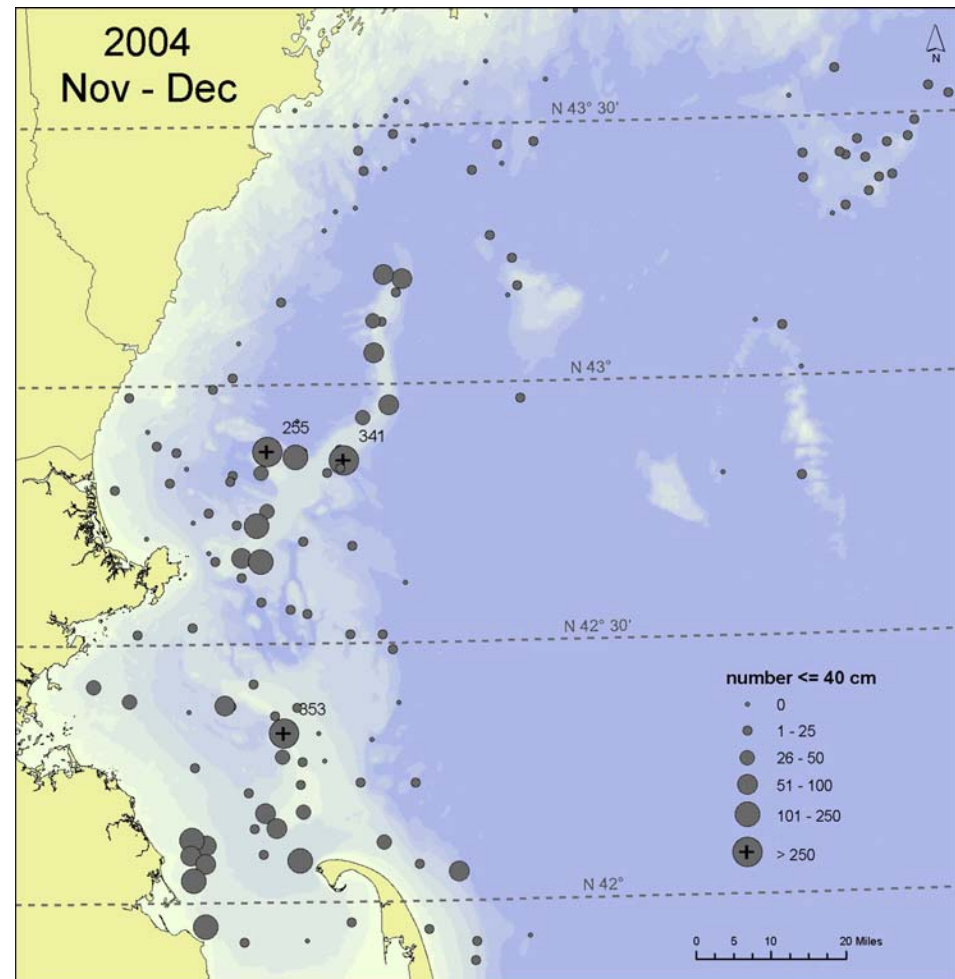 2004
Nov - Dec
N
N 43° 30'
N 43°
255
341
N 42° 30'
353
number <= 40 cm
0
1 - 25
26 - 50
51 - 100
101 - 250
> 250
N 42°
0 5 10 20 Miles